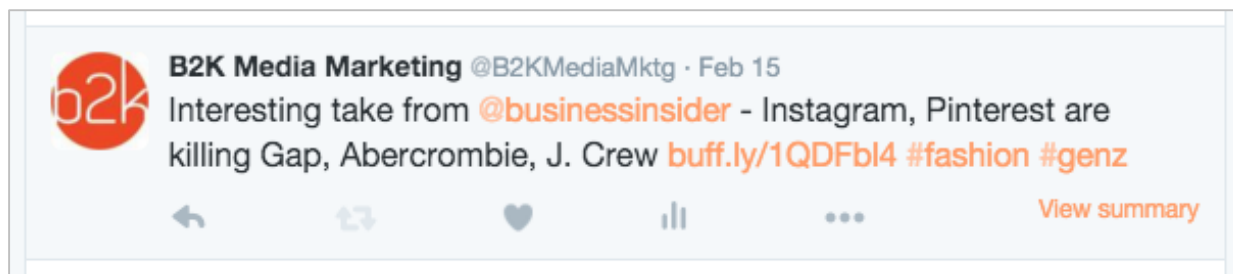 b2k
B2K Media Marketing @B2KMediaMktg · Feb 15
Interesting take from @businessinsider - Instagram, Pinterest are
killing Gap, Abercrombie, J. Crew buff.ly/1QDFbl4 #fashion #genz
View summary